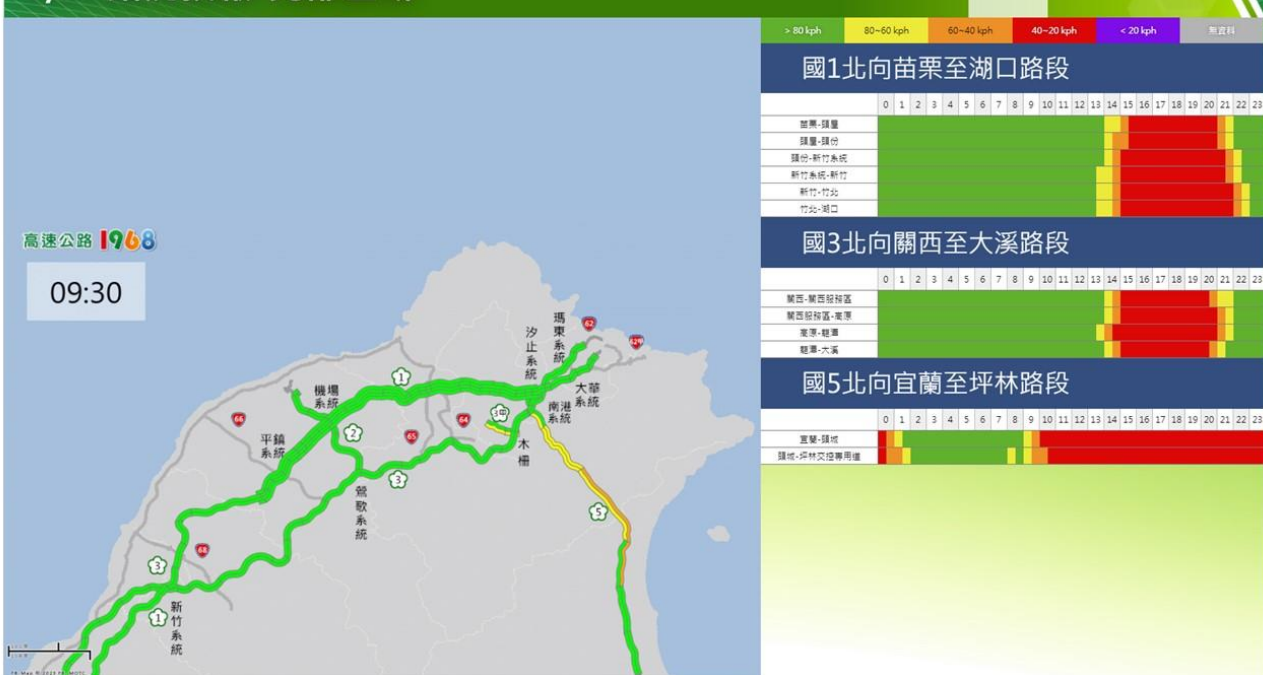 > 80 kph 80~60 kph 60~40 kph 40~20 kph < 20 kph 無資料
國1北向苗栗至湖口路段
0 1 2 3 4 5 6 7 8 9 10 11 12 13 14 15 16 17 18 19 20 21 22 23
苗栗-頭屋
頭屋-頭份
頭份-新竹系統
新竹系統-新竹
新竹-竹北
竹北-湖口
國3北向關西至大溪路段
0 1 2 3 4 5 6 7 8 9 10 11 12 13 14 15 16 17 18 19 20 21 22 23
關西-關西服務區
關西服務區-高原
高原-龍潭
龍潭-大溪
國5北向宜蘭至坪林路段
0 1 2 3 4 5 6 7 8 9 10 11 12 13 14 15 16 17 18 19 20 21 22 23
宜蘭-頭城
頭城-坪林交控專用道
高速公路 1968
09:30
瑪東系統
62
汐止系統
62甲
1
機場系統
大華系統
南港系統
3甲
66
64
2
65
平鎮系統
木柵
3
鶯歌系統
5
68
3
新竹系統
1